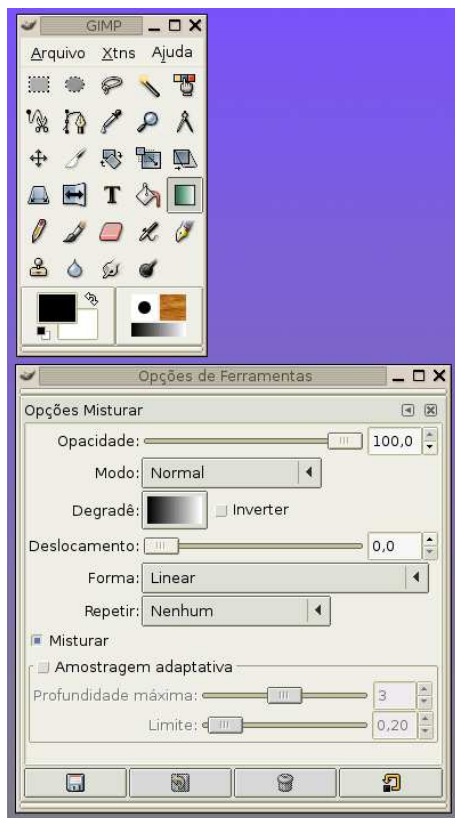 GIMP
Arquivo Xtns Ajuda
T
Opções de Ferramentas
Opções Misturar
Opacidade: 100,0
Modo: Normal
Degradê: Inverter
Deslocamento: 0,0
Forma: Linear
Repetir: Nenhum
Misturar
Amostragem adaptativa
Profundidade máxima: 3
Limite: 0,20